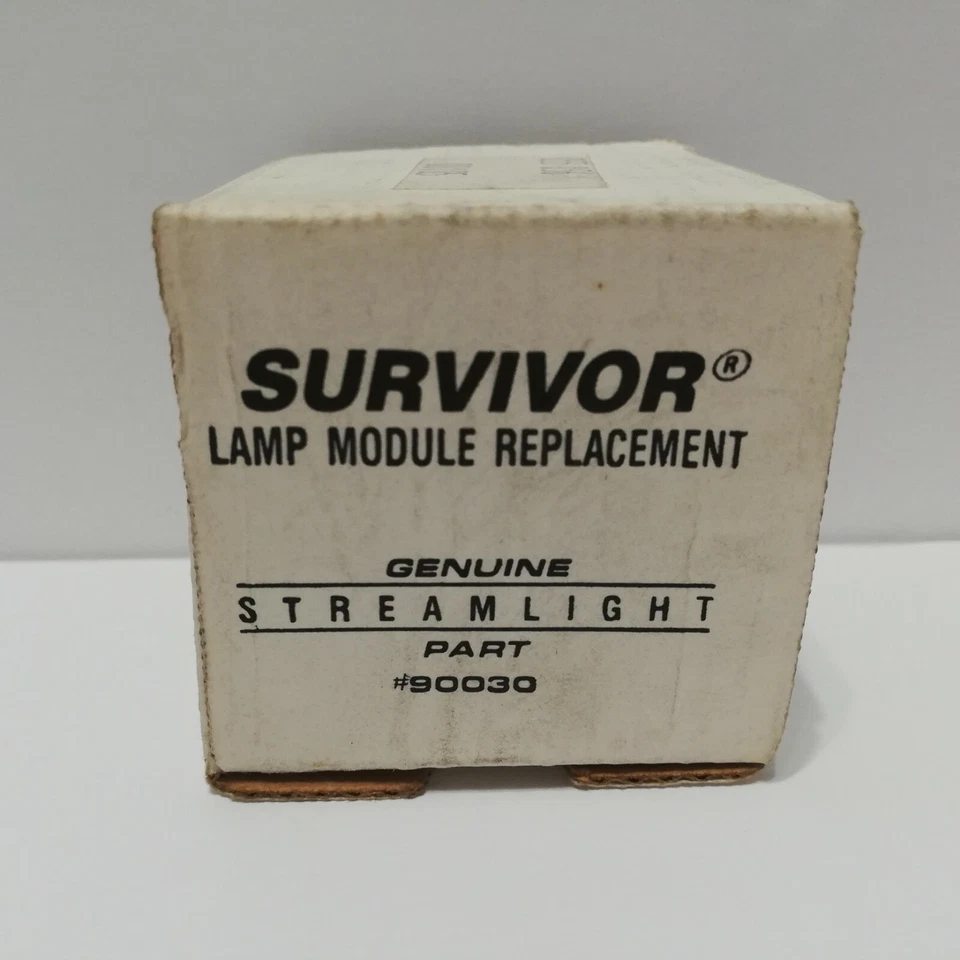 SURVIVOR®
LAMP MODULE REPLACEMENT
GENUINE
STREAMLIGHT
PART
#90030